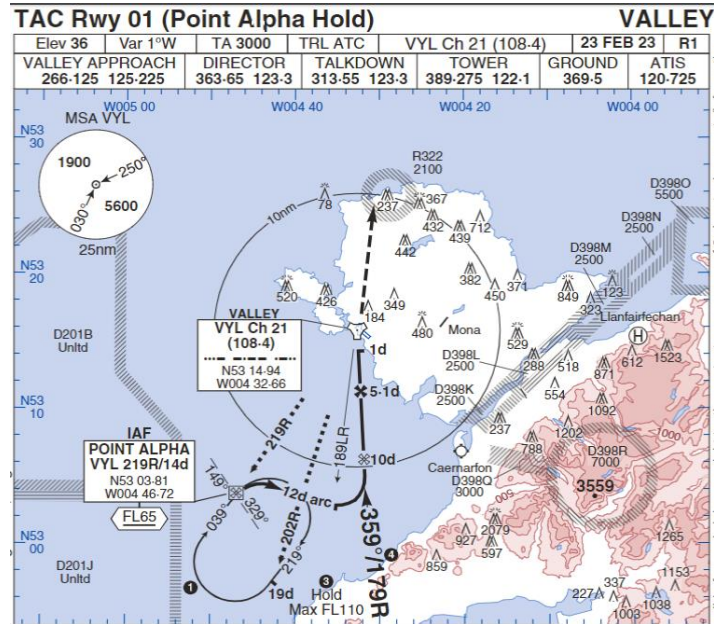 TAC Rwy 01 (Point Alpha Hold) VALLEY
Elev 36 Var 1°W TA 3000 TRL ATC VYL Ch 21 (108·4) 23 FEB 23 R1
VALLEY APPROACH DIRECTOR TALKDOWN TOWER GROUND ATIS
266·125 125·225 363·65 123·3 313·55 123·3 389·275 122·1 369·5 120·725
W005 00 W004 40 W004 20 W004 00
MSA VYL
N53
30
1900
250°
5600
030°
25nm
R322
2100
D398O
5500
D398N
2500
D398M
2500
10nm
78
237
367
432
439
712
442
N53
20
520
426
382
450
371
849
123
323
349
184
Llanfairfechan
VALLEY
VYL Ch 21
(108·4)
N53 14·94
W004 32·66
480
Mona
529
H
612
1523
D201B
Unltd
1d
D398L
2500
288
518
871
5·1d
D398K
2500
554
1092
N53
10
237
1202
1000
219R
189LR
IAF
POINT ALPHA
VYL 219R/14d
N53 03·81
W004 46·72
FL65
10d
788
Caernarfon
D398Q
3000
D398R
7000
3559
149°
329°
12d arc
500
039°
202R
219°
359°/179R
2079
927
597
859
1265
N53
00
D201J
Unltd
1
19d
3
Hold
Max FL110
4
227
337
1153
1003
1038